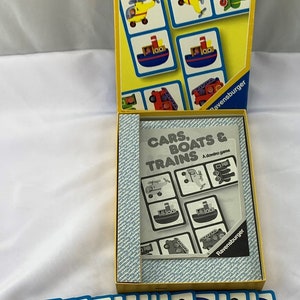 Ravensburger
CARS,
BOATS &
TRAINS
A domino game
Ravensburger